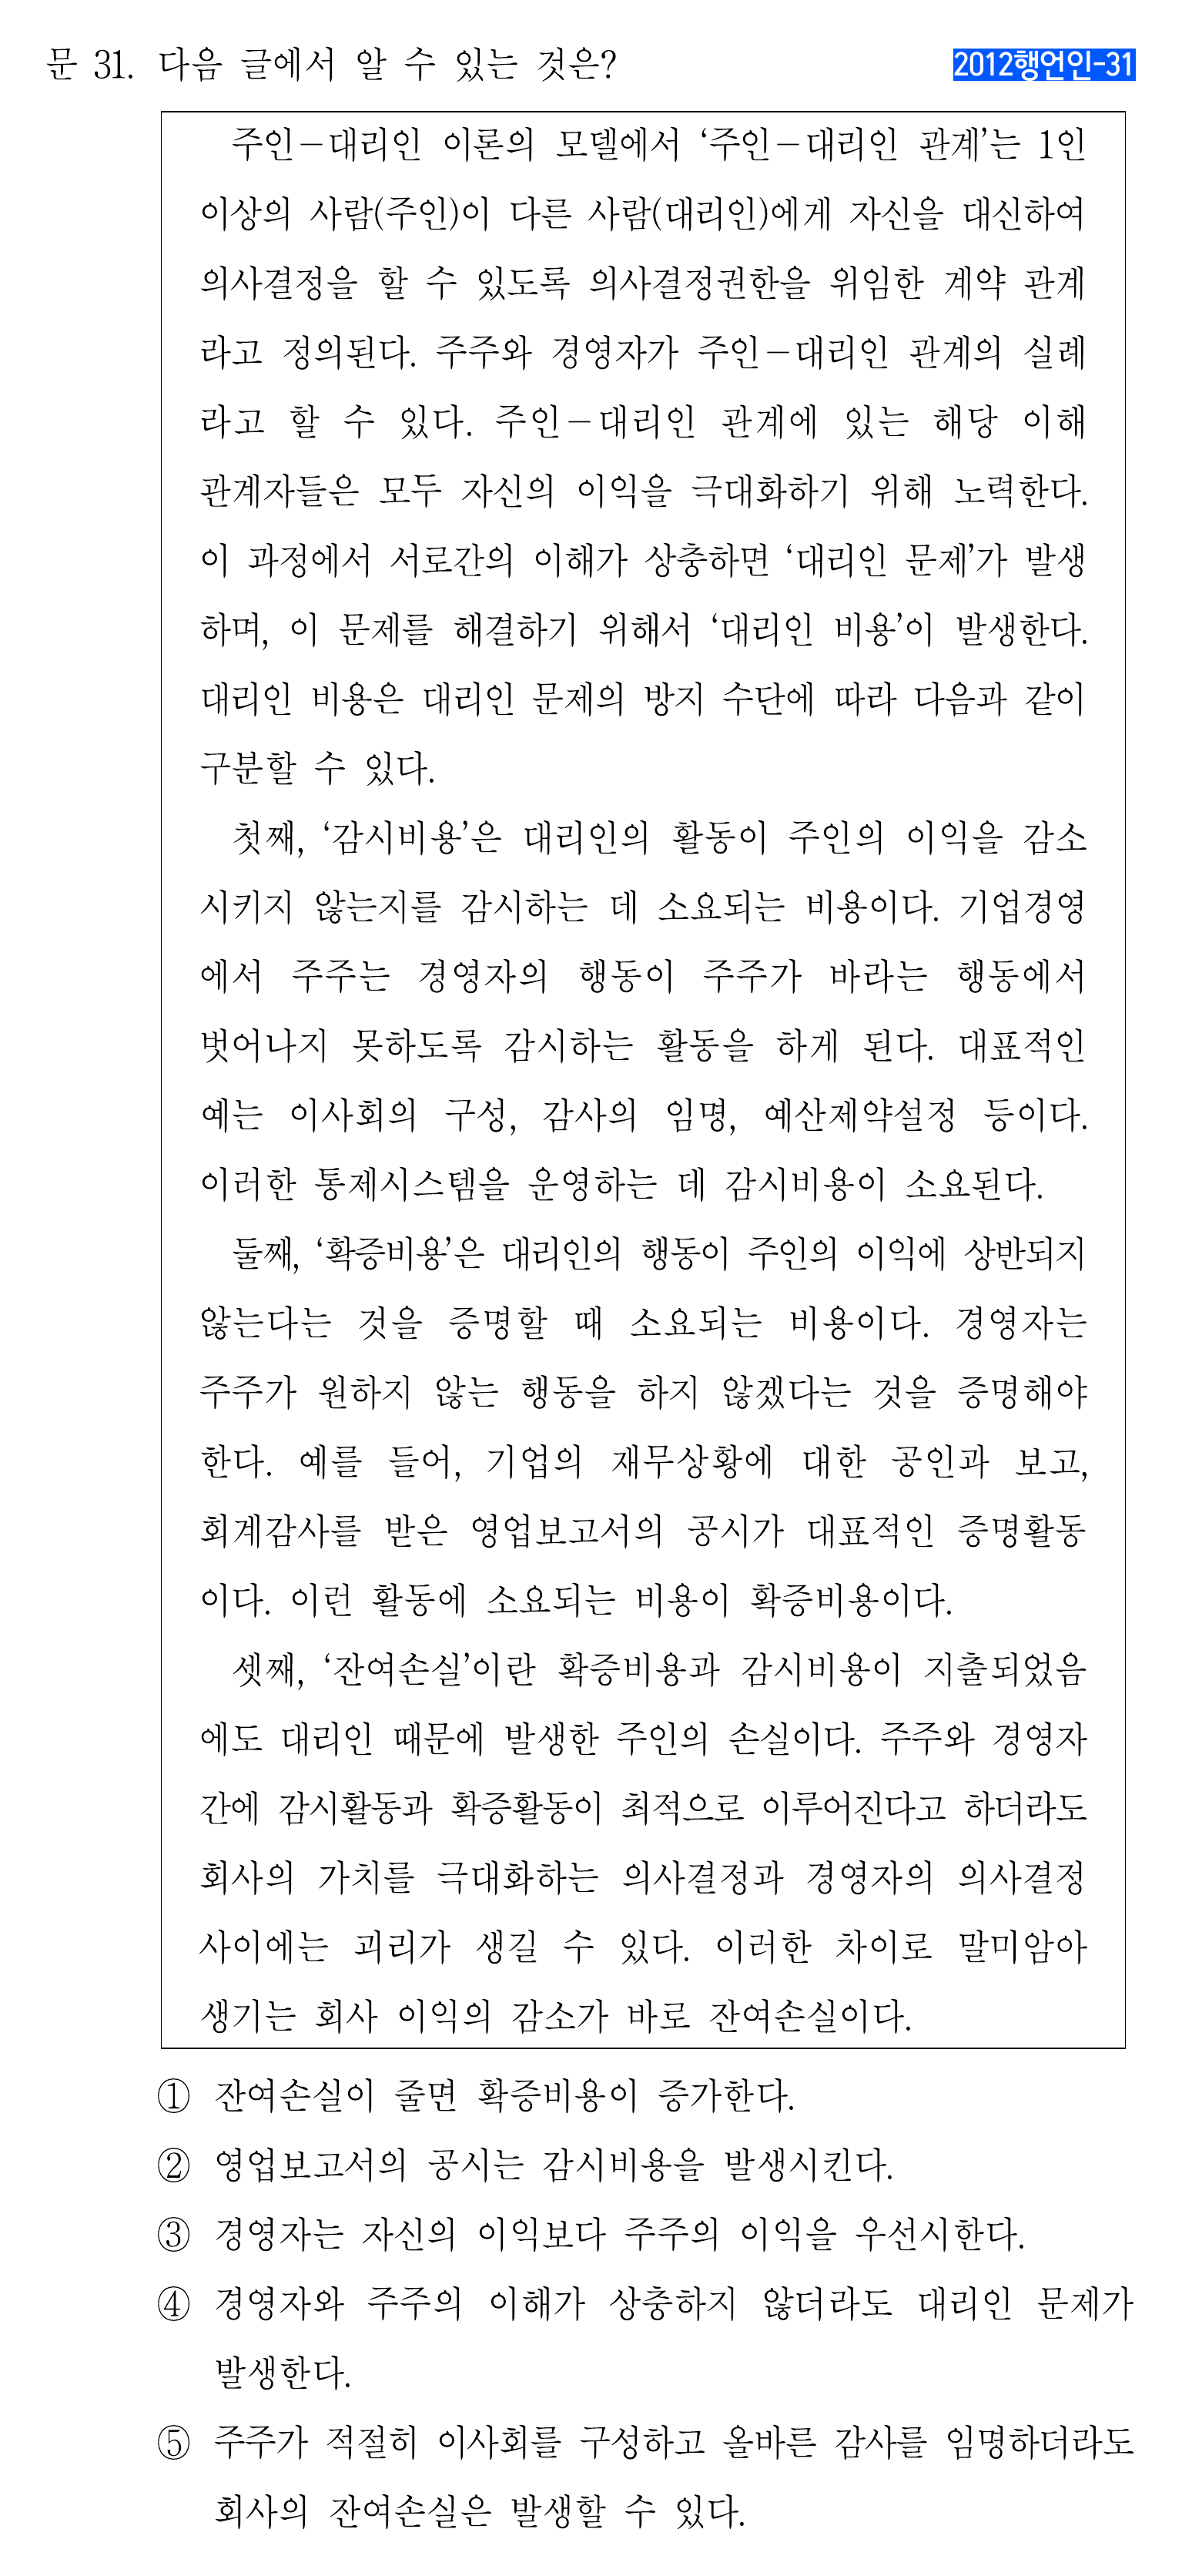 문 31. 다음 글에서 알 수 있는 것은?
2012행언인-31
주인-대리인 이론의 모델에서 ‘주인-대리인 관계’는 1인
이상의 사람(주인)이 다른 사람(대리인)에게 자신을 대신하여
의사결정을 할 수 있도록 의사결정권한을 위임한 계약 관계
라고 정의된다. 주주와 경영자가 주인-대리인 관계의 실례
라고 할 수 있다. 주인-대리인 관계에 있는 해당 이해
관계자들은 모두 자신의 이익을 극대화하기 위해 노력한다.
이 과정에서 서로간의 이해가 상충하면 ‘대리인 문제’가 발생
하며, 이 문제를 해결하기 위해서 ‘대리인 비용’이 발생한다.
대리인 비용은 대리인 문제의 방지 수단에 따라 다음과 같이
구분할 수 있다.
첫째, ‘감시비용’은 대리인의 활동이 주인의 이익을 감소
시키지 않는지를 감시하는 데 소요되는 비용이다. 기업경영
에서 주주는 경영자의 행동이 주주가 바라는 행동에서
벗어나지 못하도록 감시하는 활동을 하게 된다. 대표적인
예는 이사회의 구성, 감사의 임명, 예산제약설정 등이다.
이러한 통제시스템을 운영하는 데 감시비용이 소요된다.
둘째, ‘확증비용’은 대리인의 행동이 주인의 이익에 상반되지
않는다는 것을 증명할 때 소요되는 비용이다. 경영자는
주주가 원하지 않는 행동을 하지 않겠다는 것을 증명해야
한다. 예를 들어, 기업의 재무상황에 대한 공인과 보고,
회계감사를 받은 영업보고서의 공시가 대표적인 증명활동
이다. 이런 활동에 소요되는 비용이 확증비용이다.
셋째, ‘잔여손실’이란 확증비용과 감시비용이 지출되었음
에도 대리인 때문에 발생한 주인의 손실이다. 주주와 경영자
간에 감시활동과 확증활동이 최적으로 이루어진다고 하더라도
회사의 가치를 극대화하는 의사결정과 경영자의 의사결정
사이에는 괴리가 생길 수 있다. 이러한 차이로 말미암아
생기는 회사 이익의 감소가 바로 잔여손실이다.
① 잔여손실이 줄면 확증비용이 증가한다.
② 영업보고서의 공시는 감시비용을 발생시킨다.
③ 경영자는 자신의 이익보다 주주의 이익을 우선시한다.
④ 경영자와 주주의 이해가 상충하지 않더라도 대리인 문제가
발생한다.
⑤ 주주가 적절히 이사회를 구성하고 올바른 감사를 임명하더라도
회사의 잔여손실은 발생할 수 있다.